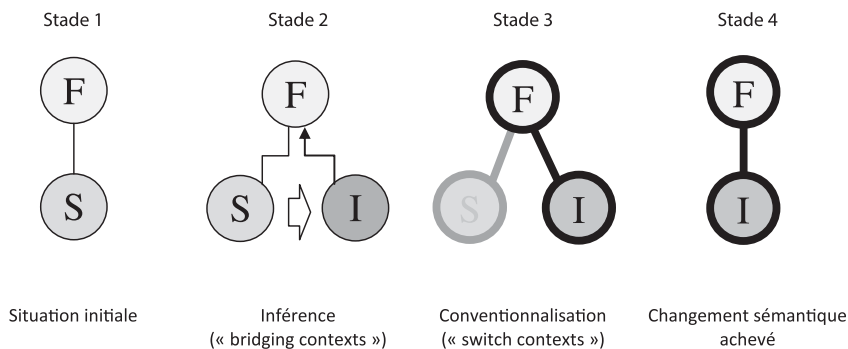 Stade 1
Stade 2
Stade 3
Stade 4
F
F
F
F
S
S
I
S
I
I
Situation initiale
Inférence
(« bridging contexts »)
Conventionnalisation
(« switch contexts »)
Changement sémantique
achevé